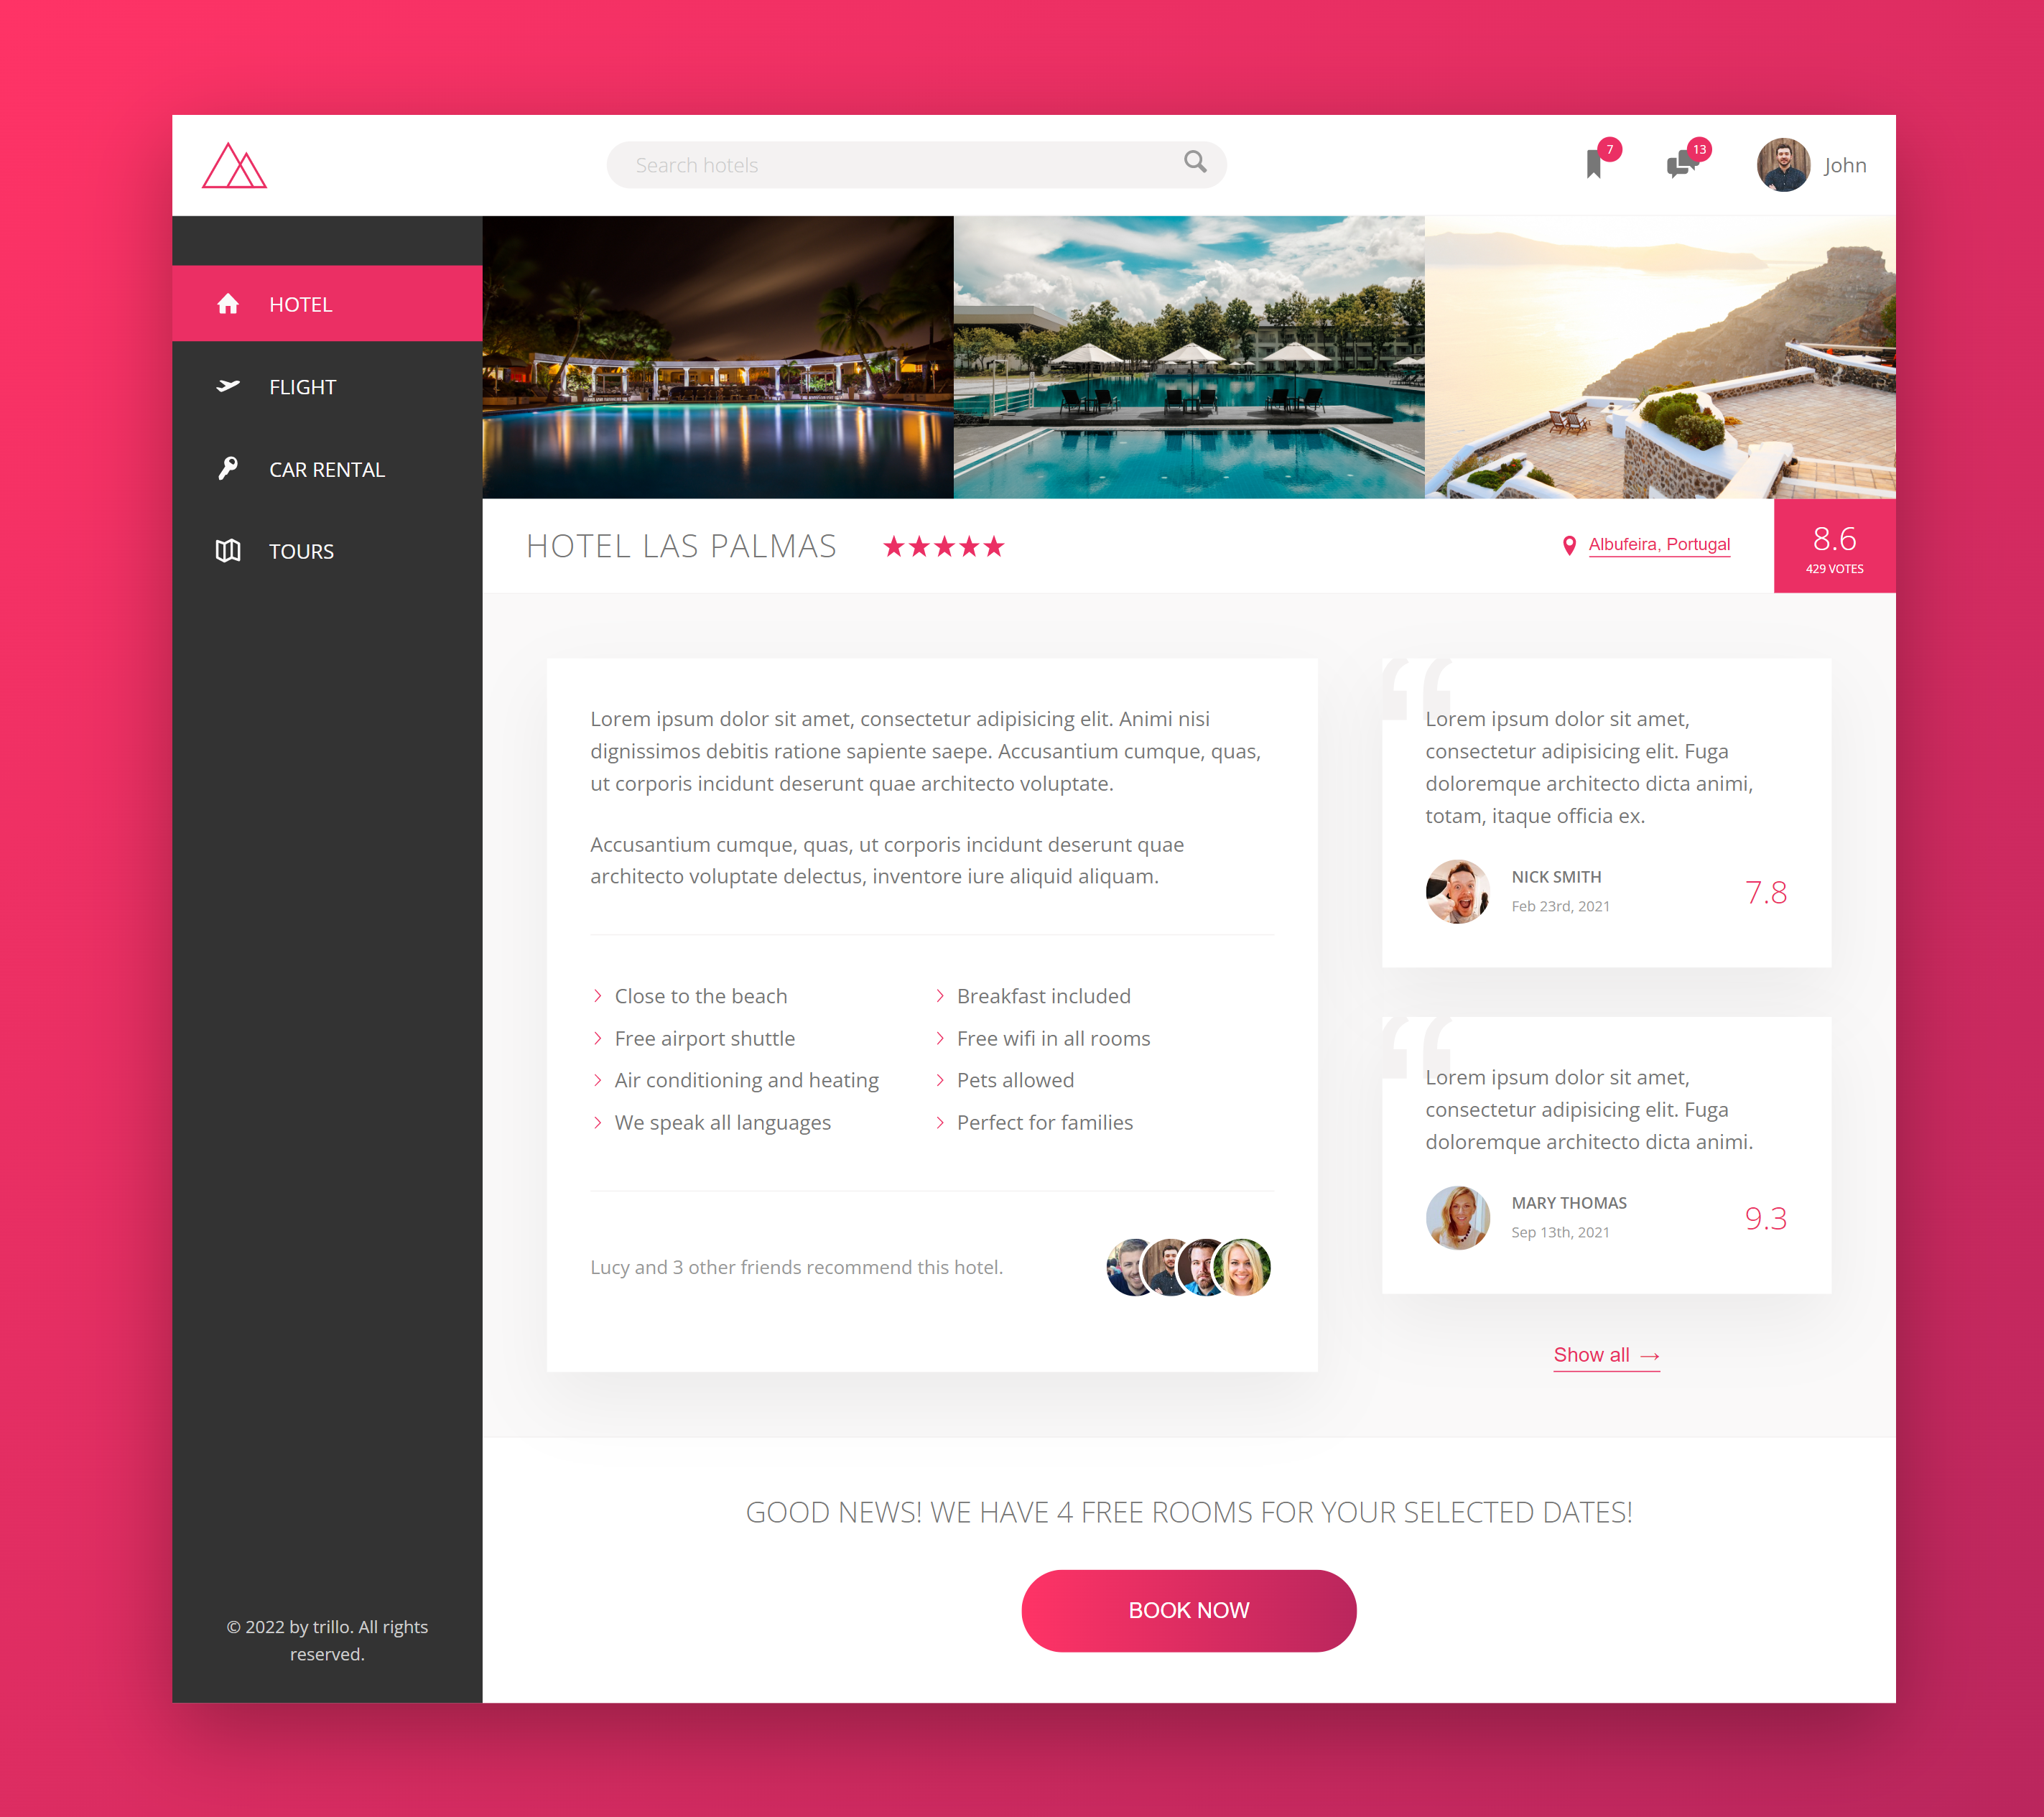 Search hotels
7
13
John
HOTEL
FLIGHT
CAR RENTAL
TOURS
© 2022 by trillo. All rights
reserved.
HOTEL LAS PALMAS
Albufeira, Portugal
8.6
429 VOTES
Lorem ipsum dolor sit amet, consectetur adipisicing elit. Animi nisi
dignissimos debitis ratione sapiente saepe. Accusantium cumque, quas,
ut corporis incidunt deserunt quae architecto voluptate.
Accusantium cumque, quas, ut corporis incidunt deserunt quae
architecto voluptate delectus, inventore iure aliquid aliquam.
Close to the beach
Free airport shuttle
Air conditioning and heating
We speak all languages
Breakfast included
Free wifi in all rooms
Pets allowed
Perfect for families
Lucy and 3 other friends recommend this hotel.
Lorem ipsum dolor sit amet,
consectetur adipisicing elit. Fuga
doloremque architecto dicta animi,
totam, itaque officia ex.
NICK SMITH
Feb 23rd, 2021
7.8
Lorem ipsum dolor sit amet,
consectetur adipisicing elit. Fuga
doloremque architecto dicta animi.
MARY THOMAS
Sep 13th, 2021
9.3
Show all →
GOOD NEWS! WE HAVE 4 FREE ROOMS FOR YOUR SELECTED DATES!
BOOK NOW